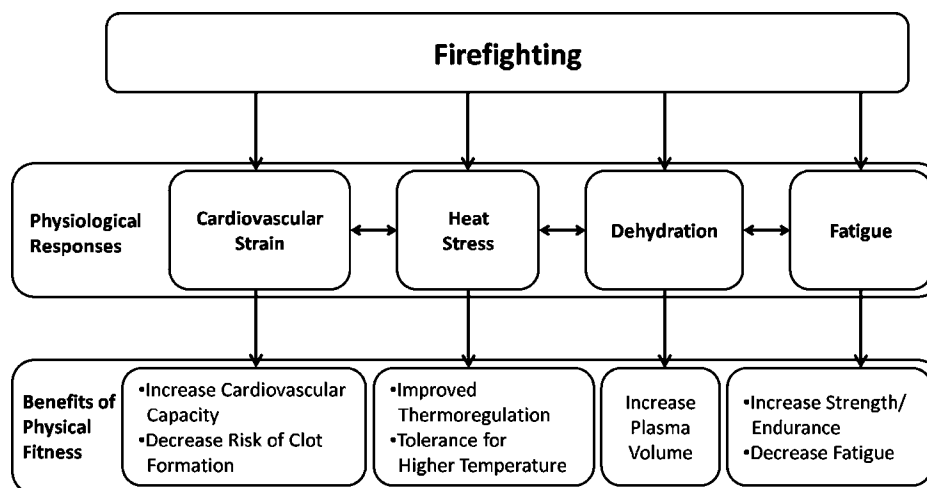 Firefighting
Physiological
Responses
Cardiovascular
Strain
Heat
Stress
Dehydration
Fatigue
Benefits of
Physical
Fitness
•Increase Cardiovascular
Capacity
•Decrease Risk of Clot
Formation
•Improved
Thermoregulation
•Tolerance for
Higher Temperature
Increase
Plasma
Volume
•Increase Strength/
Endurance
•Decrease Fatigue